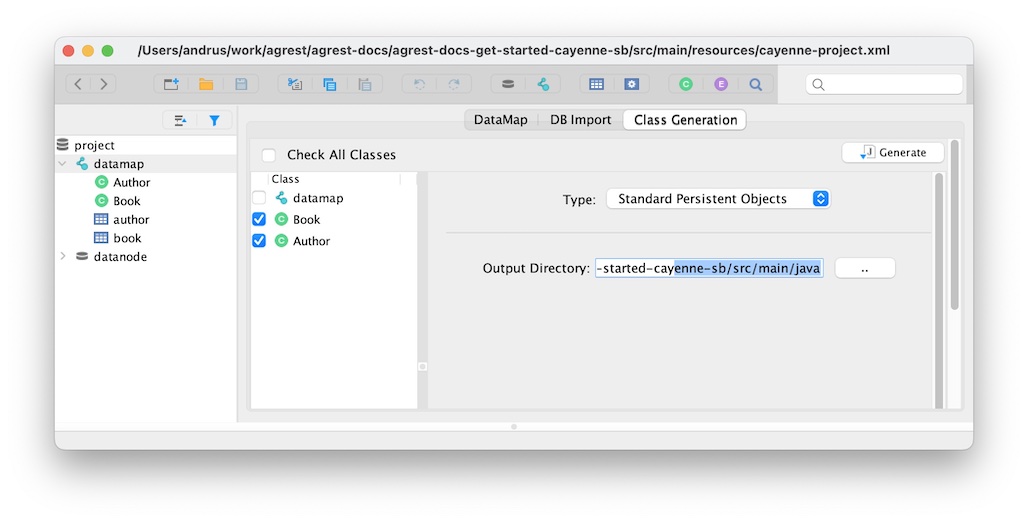 /Users/andrus/work/agrest/agrest-docs/agrest-docs-get-started-cayenne-sb/src/main/resources/cayenne-project.xml
C E
DataMap DB Import Class Generation
project
datamap
C Author
C Book
author
book
datanode
Check All Classes
J Generate
Class
datamap
C Book
C Author
Type: Standard Persistent Objects
Output Directory: -started-cayenne-sb/src/main/java ..